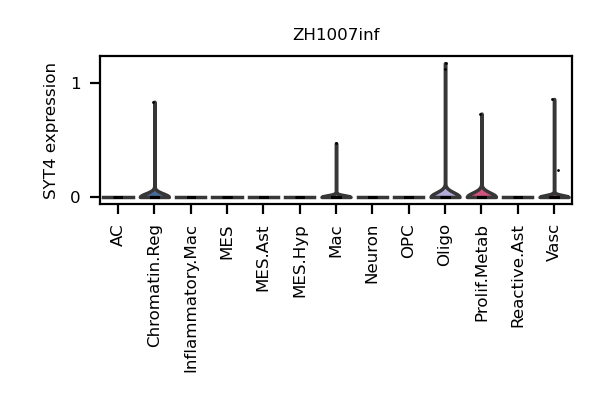 ZH1007inf
SYT4 expression
1
0
AC
Chromatin.Reg
Inflammatory.Mac
MES
MES.Ast
MES.Hyp
Mac
Neuron
OPC
Oligo
Prolif.Metab
Reactive.Ast
Vasc